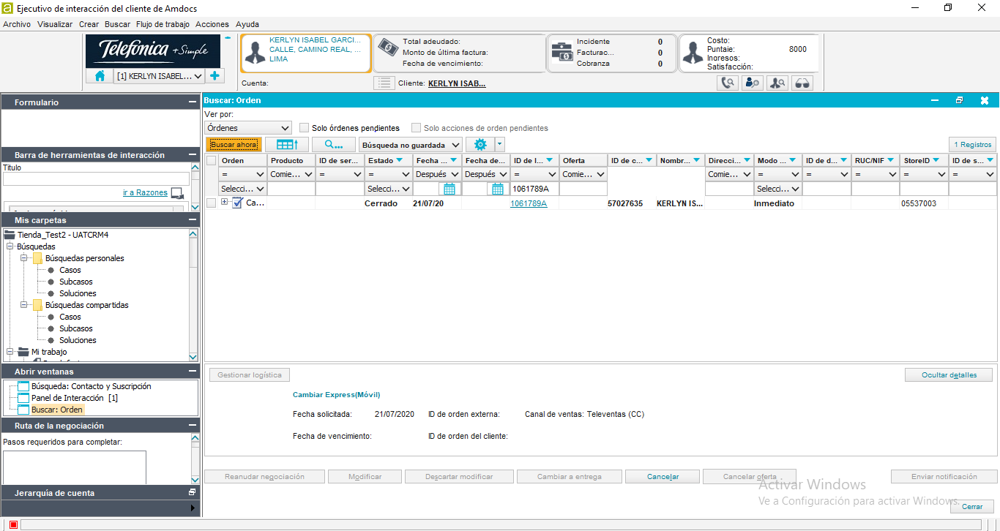 Ejecutivo de interacción del cliente de Amdocs
Archivo Visualizar Crear Buscar Flujo de trabajo Acciones Ayuda
Telefónica +Simple
[1] KERLYN ISABEL...
KERLYN ISABEL GARCI...
CALLE, CAMINO REAL, ...
LIMA
Total adeudado:
Monto de última factura:
Fecha de vencimiento:
Incidente 0
Facturac... 0
Cobranza 0
Costo:
Puntaie: 8000
Inqresos:
Satisfacción:
Cuenta:
Cliente: KERLYN ISAB...
Formulario
Barra de herramientas de interacción
Título
ir a Razones
Mis carpetas
Tienda_Test2 - UATCRM4
Búsquedas
Búsquedas personales
Casos
Subcasos
Soluciones
Búsquedas compartidas
Casos
Subcasos
Soluciones
Mi trabajo
Abrir ventanas
Búsqueda: Contacto y Suscripción
Panel de Interacción [1]
Buscar: Orden
Ruta de la negociación
Pasos requeridos para completar:
Jerarquía de cuenta
Buscar: Orden
Ver por:
Órdenes Solo órdenes pendientes Solo acciones de orden pendientes
Buscar ahora Búsqueda no guardada 1 Registros
Orden Producto ID de ser... Estado Fecha ... Fecha de... ID de l... Oferta ID de c... Nombr... Direcci... Modo ... ID de d... RUC/NIF StoreID ID de s...
= Comie... = = Después Después = Comie... Comie... = = = = =
Selecci... Selecci... 1061789A Selecci...
Ca... Cerrado 21/07/20 1061789A 57027635 KERLYN IS... Inmediato 05537003
Gestionar logística Ocultar detalles
Cambiar Express(Móvil)
Fecha solicitada: 21/07/2020 ID de orden externa: Canal de ventas: Televentas (CC)
Fecha de vencimiento: ID de orden del cliente:
Reanudar negociación Modificar Descartar modificar Cambiar a entrega Cancelar Cancelar oferta Enviar notificación
Activar Windows
Ve a Configuración para activar Windows.
Cerrar